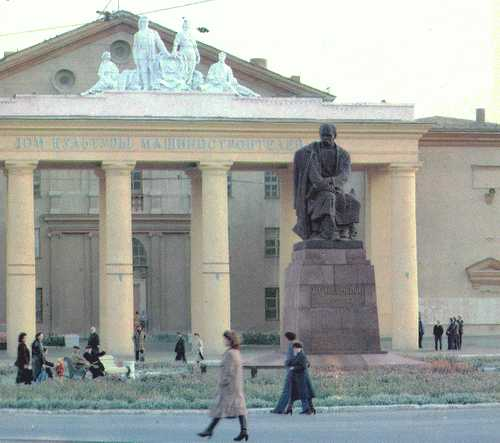 ДОМ КУЛЬТУРЫ МАШИНОСТРОИТЕЛЕЙ